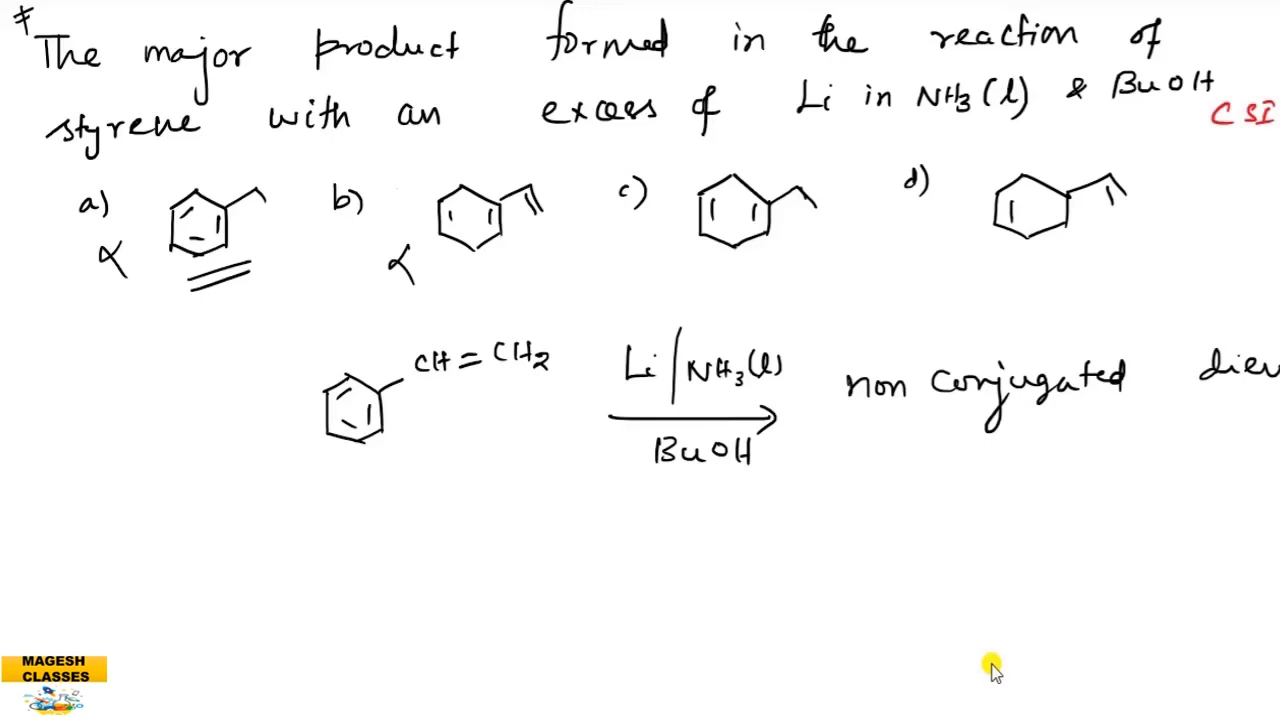 * The major product formed in the reaction of
styrene with an excess of Li in NH3(l) & BuOH
CSI
a) b) c) d)
CH=CH2 Li/NH3(l) non conjugated dien
BuOH
MAGESH
CLASSES